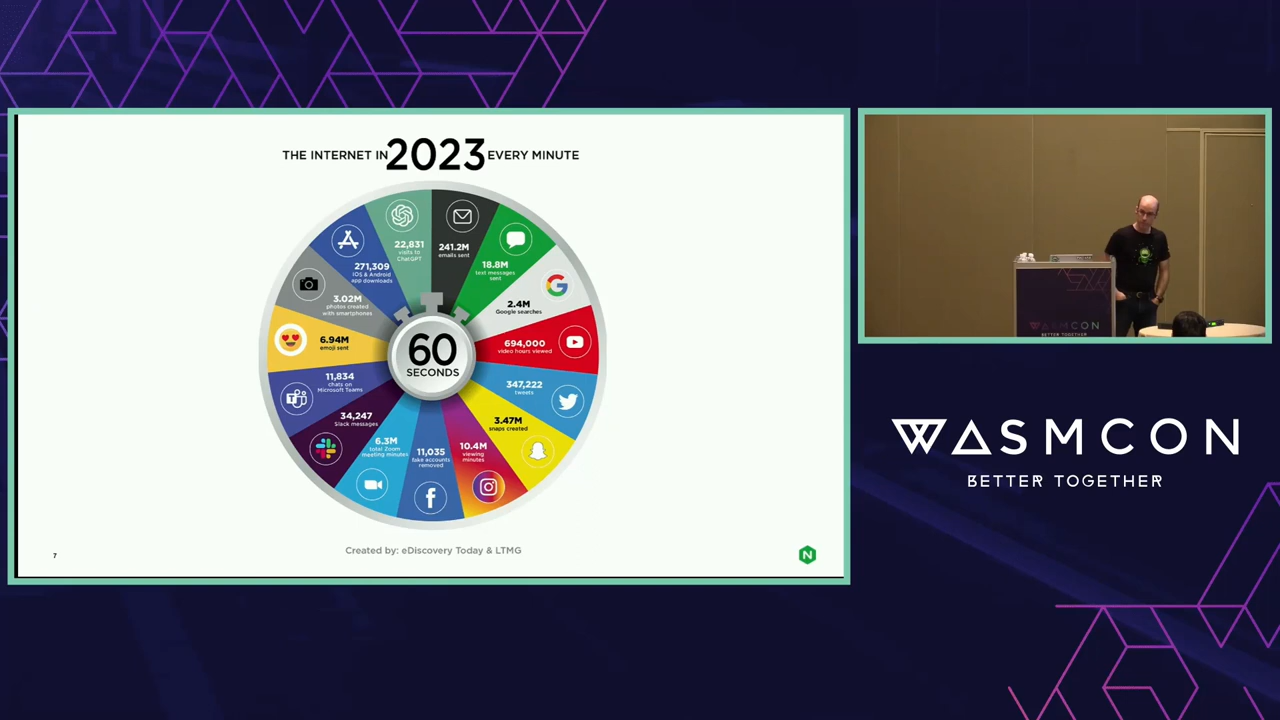 THE INTERNET IN 2023 EVERY MINUTE
241.2M
emails sent
18.8M
text messages
sent
2.4M
Google searches
694,000
video hours viewed
347,222
tweets
3.47M
snaps created
10.4M
viewing
minutes
11,035
fake accounts
removed
6.3M
total Zoom
meeting minutes
34,247
Slack messages
11,834
chats on
Microsoft Teams
6.94M
emoji sent
3.02M
photos created
with smartphones
271,309
iOS & Android
app downloads
22,831
visits to
ChatGPT
60
SECONDS
Created by: eDiscovery Today & LTMG
7
N
WASMCON
BETTER TOGETHER
WASMCON
BETTER TOGETHER